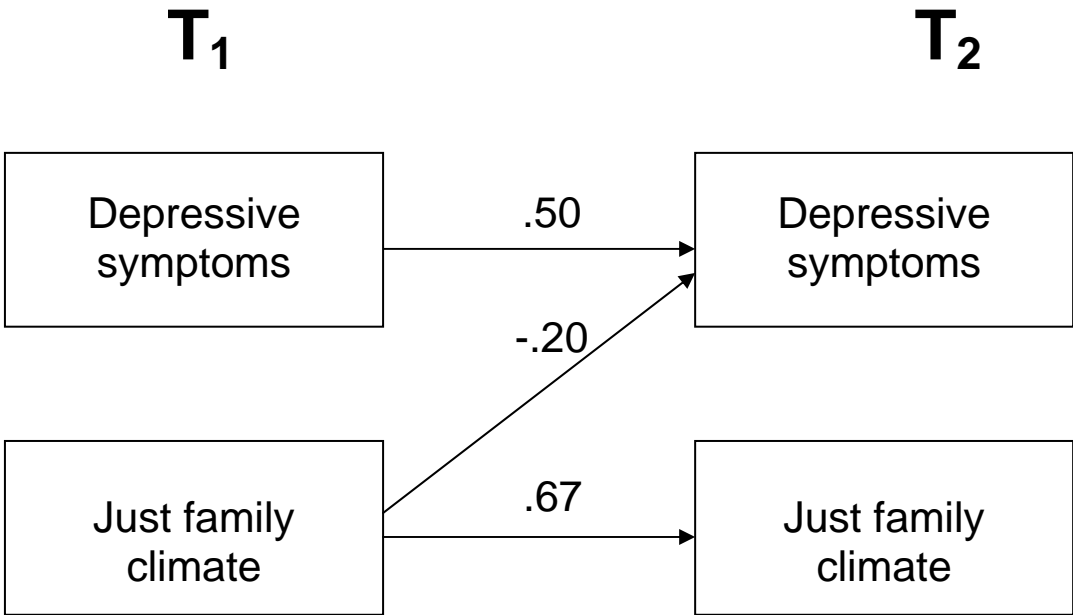 T₁
T₂
Depressive
symptoms
.50
Depressive
symptoms
-.20
Just family
climate
.67
Just family
climate